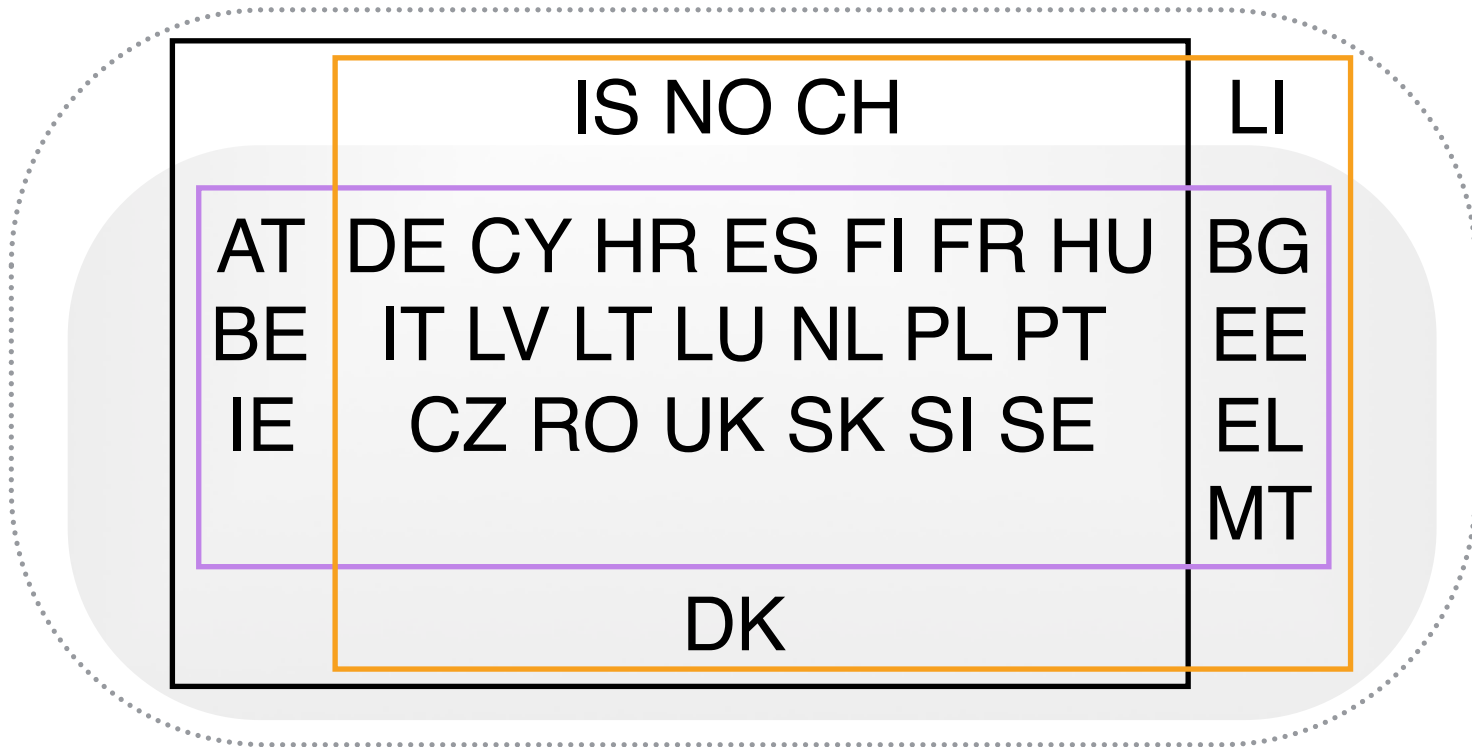 IS NO CH LI
AT DE CY HR ES FI FR HU BG
BE IT LV LT LU NL PL PT EE
IE CZ RO UK SK SI SE EL
MT
DK